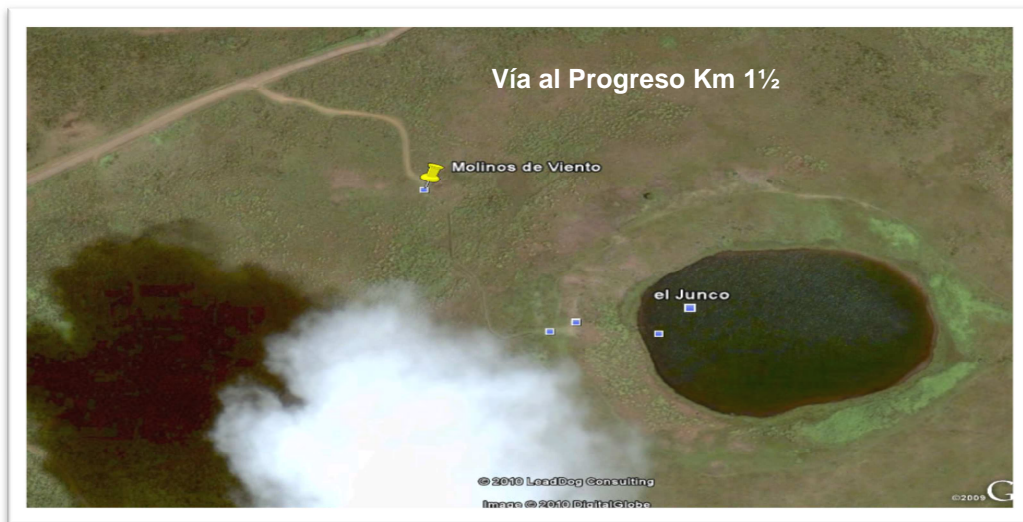 Vía al Progreso Km 1½
Molinos de Viento
el Junco
© 2010 LeadDog Consulting
Image © 2010 DigitalGlobe
©2009 G